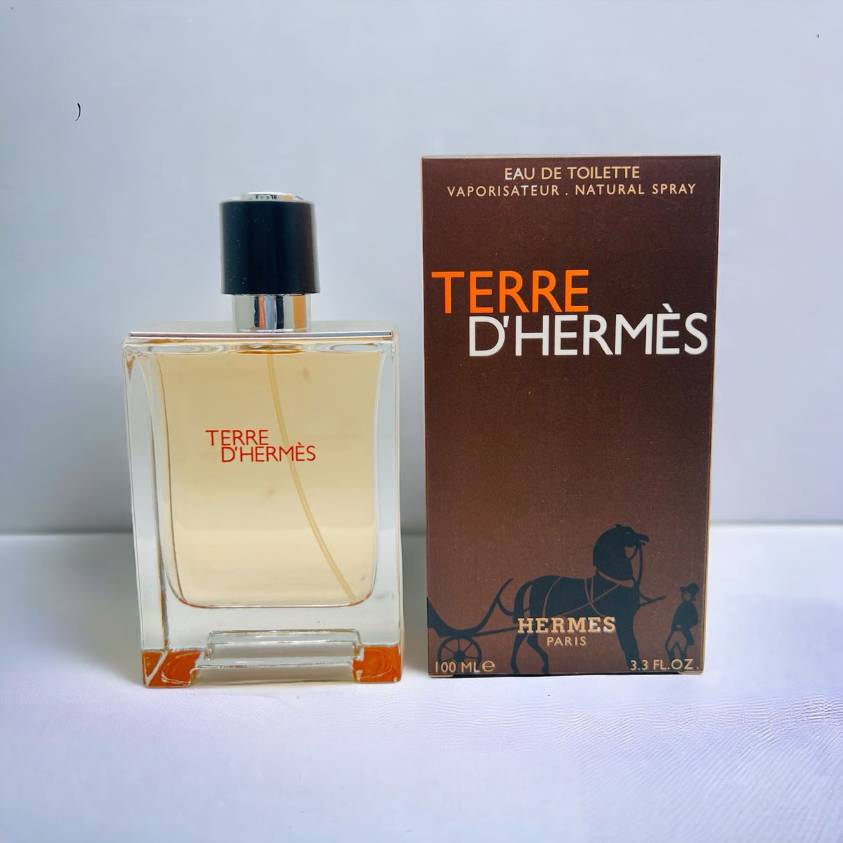 TERRE
D'HERMÈS
EAU DE TOILETTE
VAPORISATEUR . NATURAL SPRAY
TERRE
D'HERMÈS
HERMES
PARIS
100 ML e
3.3 FL.OZ.